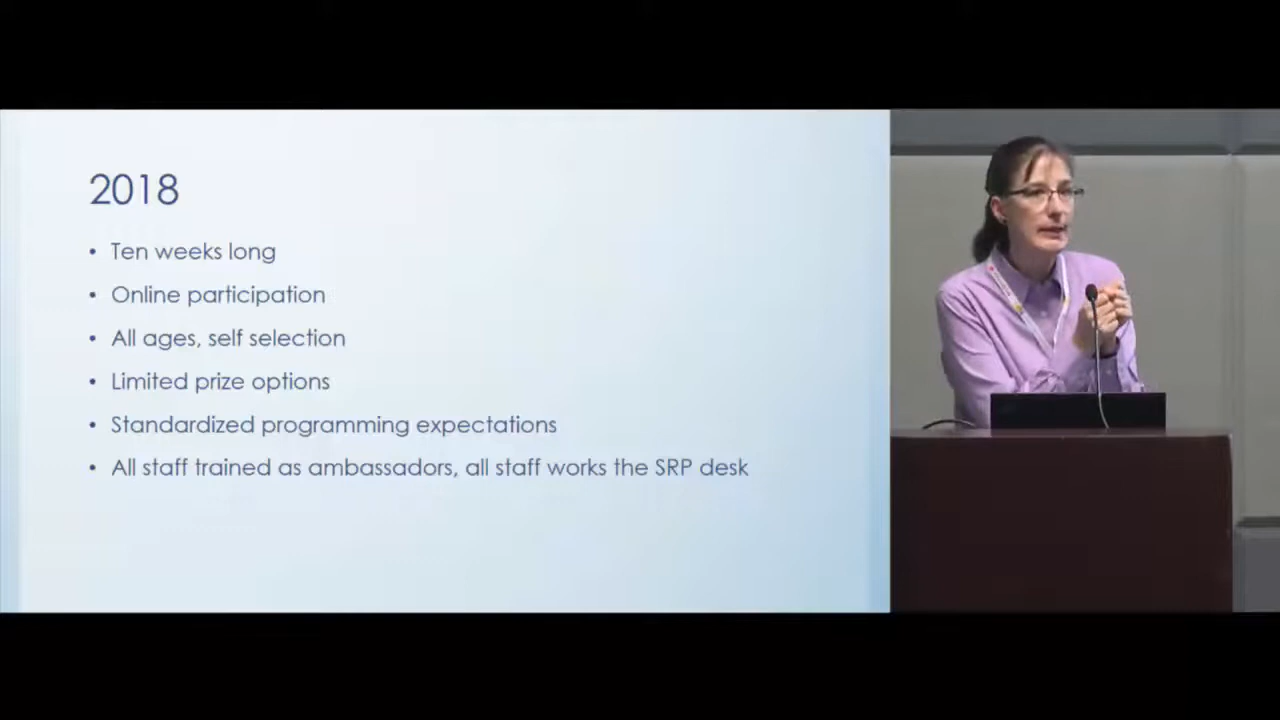 2018
• Ten weeks long
• Online participation
• All ages, self selection
• Limited prize options
• Standardized programming expectations
• All staff trained as ambassadors, all staff works the SRP desk